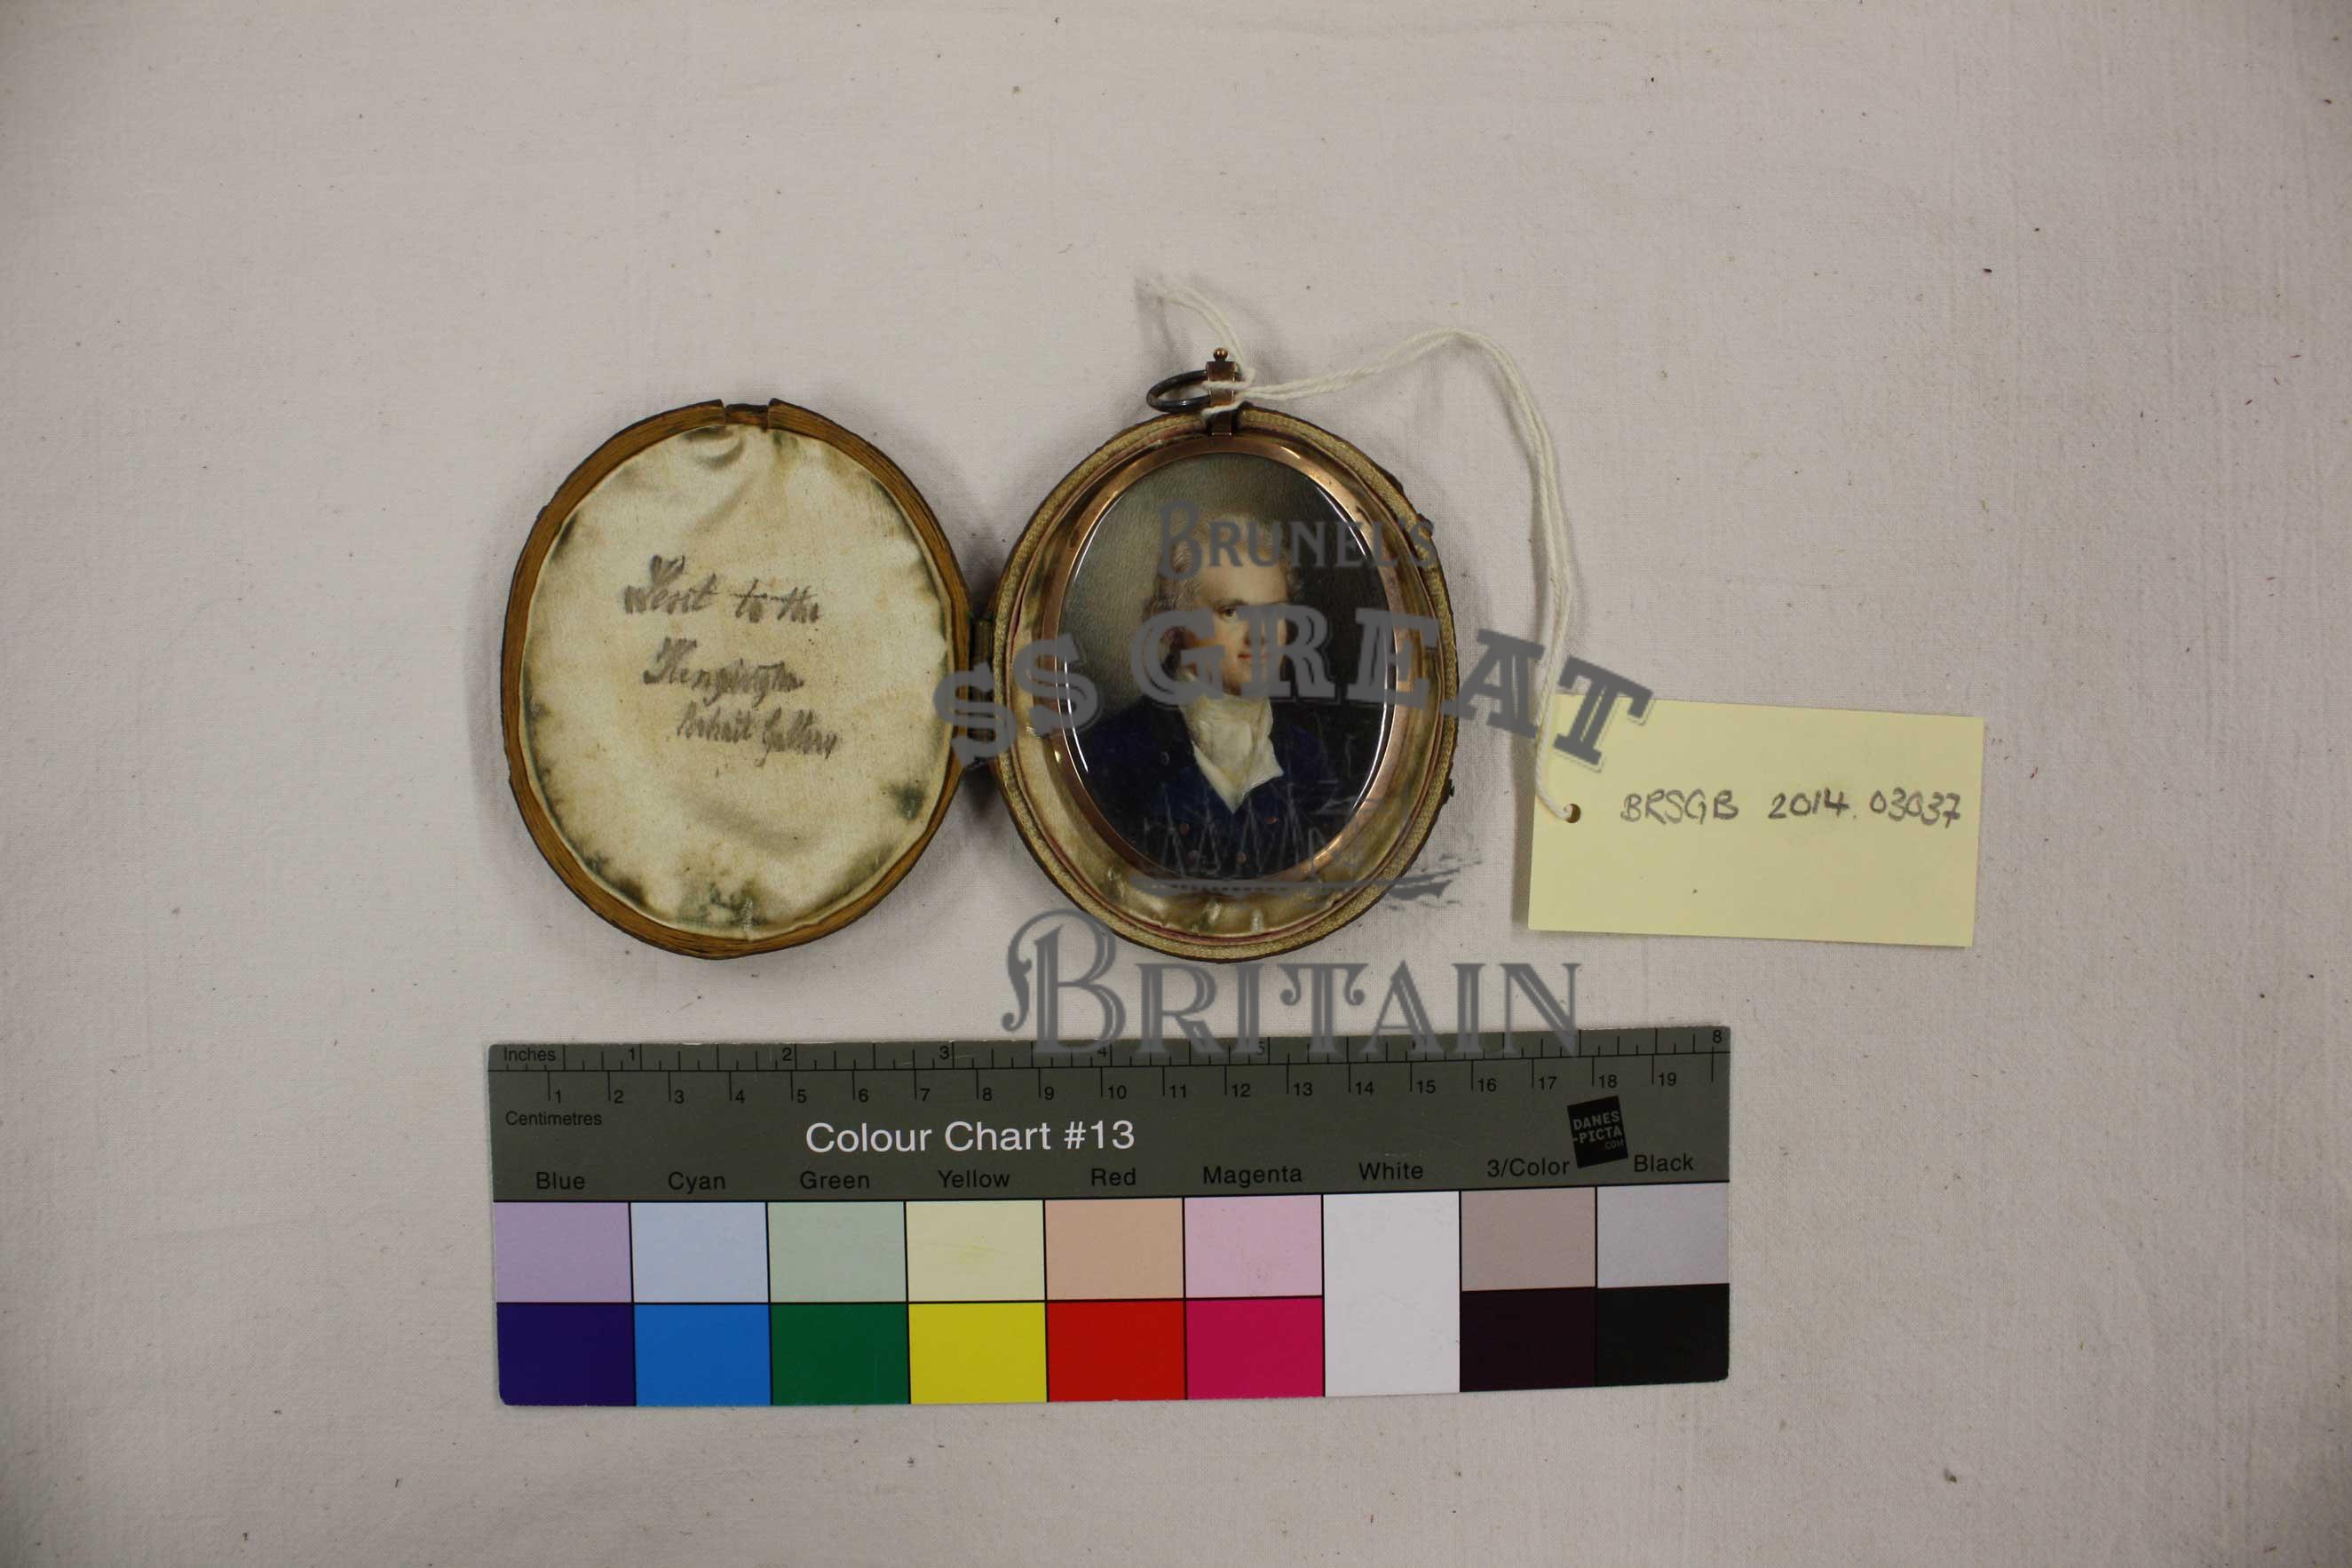 Lent to the
Kensington
Portrait Gallery
BRUNEL'S
SS GREAT
BRITAIN
BRSGB 2014.03037
Inches 1 2 3 4 5 8
1 2 3 4 5 6 7 8 9 10 11 12 13 14 15 16 17 18 19
Centimetres
Colour Chart #13
DANES
-PICTA
.COM
Blue Cyan Green Yellow Red Magenta White 3/Color Black